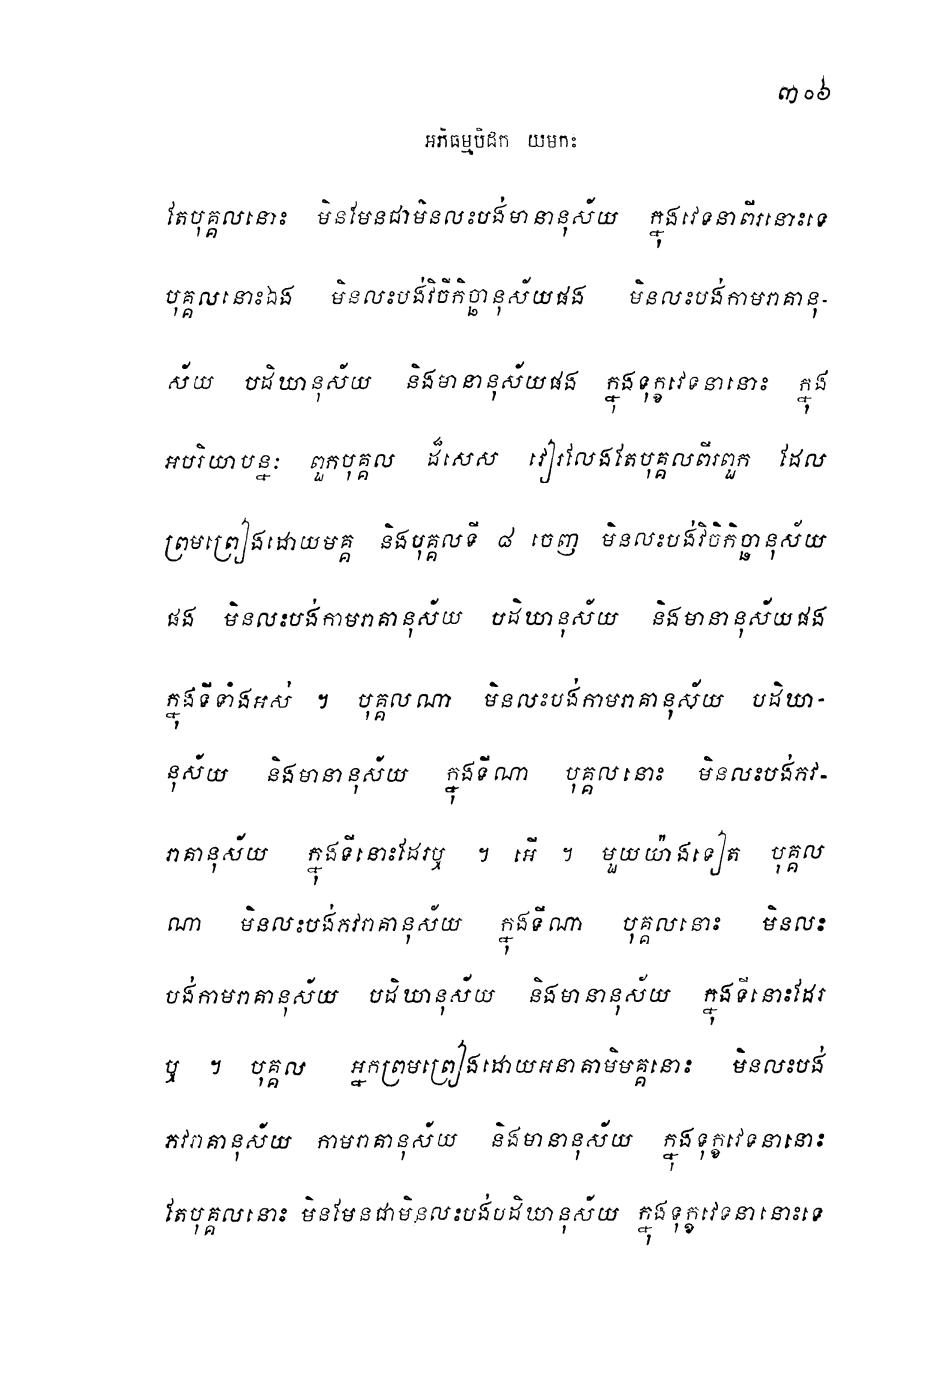 ៣០៦
អភិធម្មបិដក យមកះ
តែបុគ្គលនោះ មិនមែនជាមិនលះបង់មានានុស័យ ក្នុងវេទនាពីរនោះទេ
បុគ្គលនោះឯង មិនលះបង់វិចីកិច្ឆានុស័យផង មិនលះបង់កាមរាគានុ-
ស័យ បដិឃានុស័យ និងមានានុស័យផង ក្នុងទុក្ខវេទនានោះ ក្នុង
អបរិយាបន្នៈ ពួកបុគ្គល ដ៏សេស វៀរលែងតែបុគ្គលពីរពួក ដែល
ព្រមព្រៀងដោយមគ្គ និងបុគ្គលទី ៨ ចេញ មិនលះបង់វិចិកិច្ឆានុស័យ
ផង មិនលះបង់កាមរាគានុស័យ បដិឃានុស័យ និងមានានុស័យផង
ក្នុងទីទាំងអស់ ។ បុគ្គលណា មិនលះបង់កាមរាគានុស័យ បដិឃា-
នុស័យ និងមានានុស័យ ក្នុងទីណា បុគ្គលនោះ មិនលះបង់ភវ-
រាគានុស័យ ក្នុងទីនោះដែរឬ ។ អើ ។ មួយយ៉ាងទៀត បុគ្គល
ណា មិនលះបង់ភវរាគានុស័យ ក្នុងទីណា បុគ្គលនោះ មិនលះ
បង់កាមរាគានុស័យ បដិឃានុស័យ និងមានានុស័យ ក្នុងទីនោះដែរ
ឬ ។ បុគ្គល អ្នកព្រមព្រៀងដោយអនាគាមិមគ្គនោះ មិនលះបង់
ភវរាគានុស័យ កាមរាគានុស័យ និងមានានុស័យ ក្នុងទុក្ខវេទនានោះ
តែបុគ្គលនោះ មិនមែនជាមិនលះបង់បដិឃានុស័យ ក្នុងទុក្ខវេទនានោះទេ